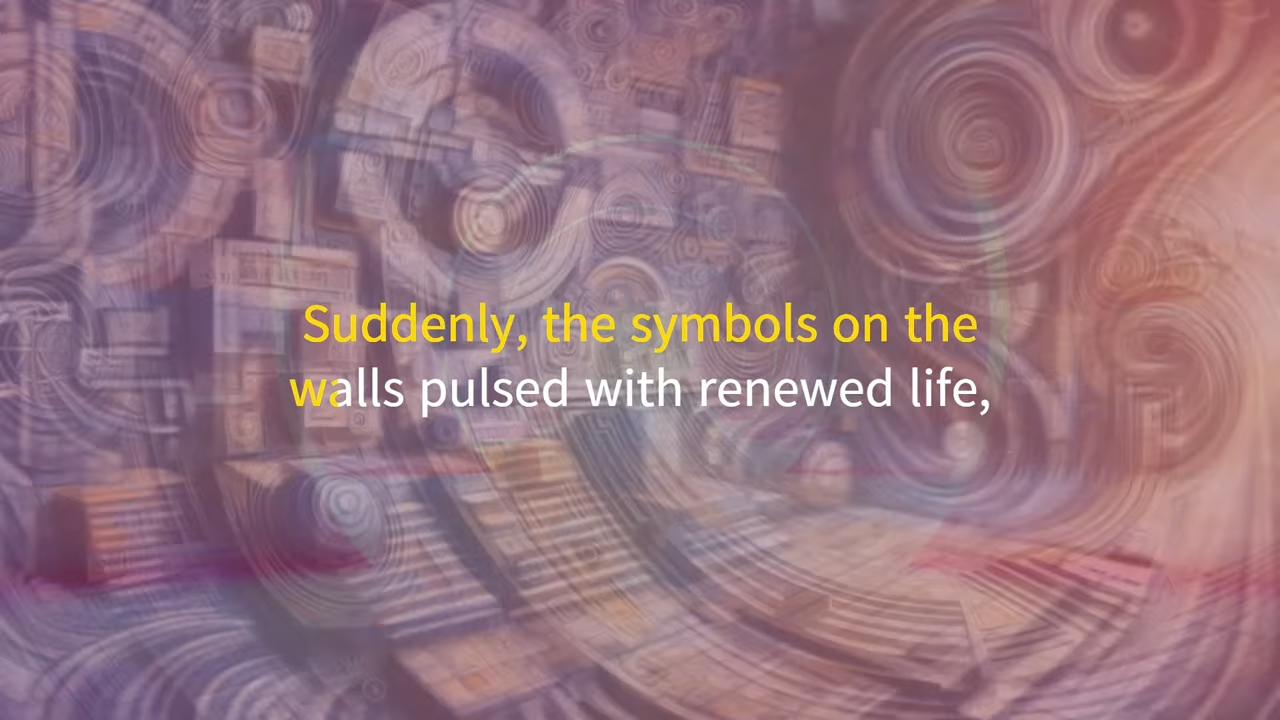 Suddenly, the symbols on the
walls pulsed with renewed life,